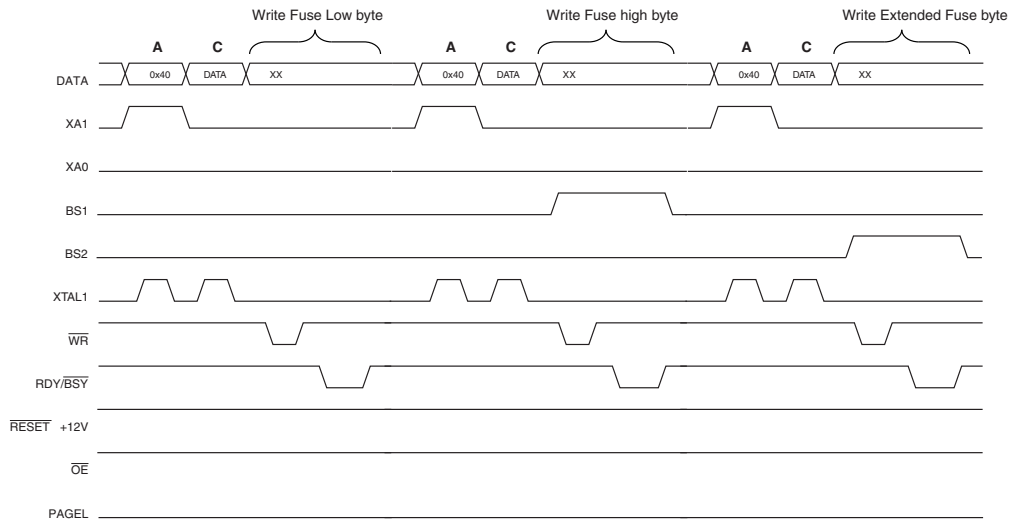 Write Fuse Low byte Write Fuse high byte Write Extended Fuse byte
A C A C A C
DATA 0x40 DATA XX 0x40 DATA XX 0x40 DATA XX
XA1
XA0
BS1
BS2
XTAL1
WR
RDY/BSY
RESET +12V
OE
PAGEL